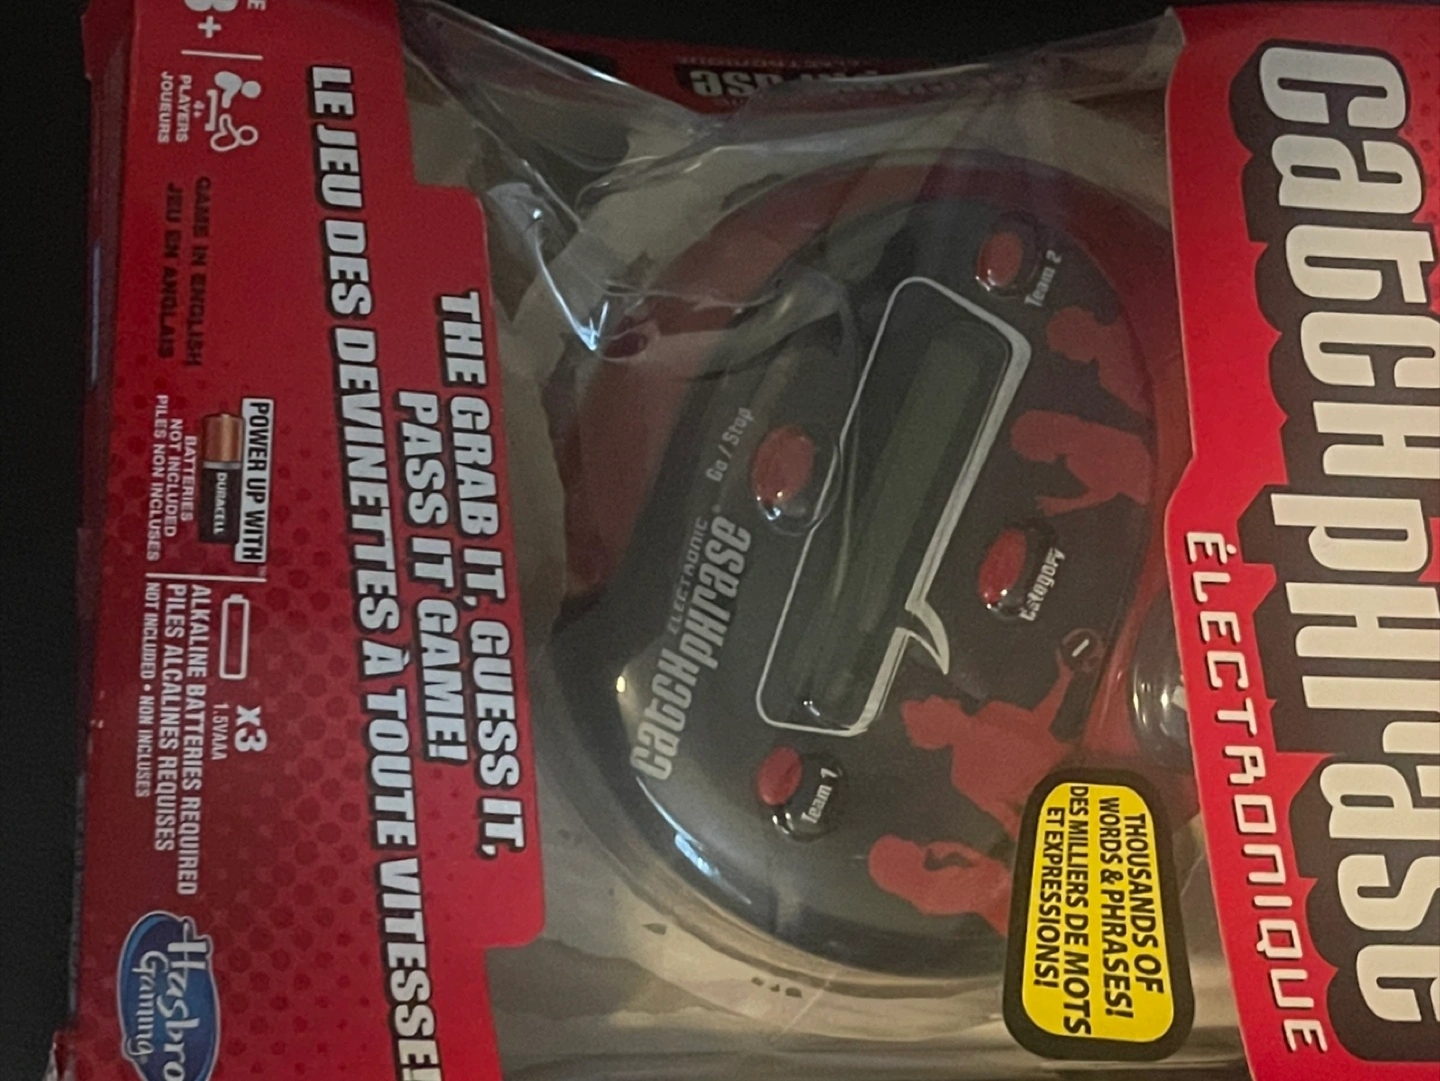 CATCHPHRASE
ÉLECTRONIQUE
THOUSANDS OF
WORDS & PHRASES!
DES MILLIERS DE MOTS
ET EXPRESSIONS!
Team 2
Category
Team 1
Go / Stop
ELECTRONIC
CATCHPHRASE
THE GRAB IT, GUESS IT,
PASS IT GAME!
LE JEU DES DEVINETTES À TOUTE VITESSE!
8+
4+
PLAYERS
JOUEURS
GAME IN ENGLISH
JEU EN ANGLAIS
POWER UP WITH
DURACELL
BATTERIES
NOT INCLUDED
PILES NON INCLUSES
X3
1.5V AAA
ALKALINE BATTERIES REQUIRED
PILES ALCALINES REQUISES
NOT INCLUDED • NON INCLUSES
Hasbro
Gaming